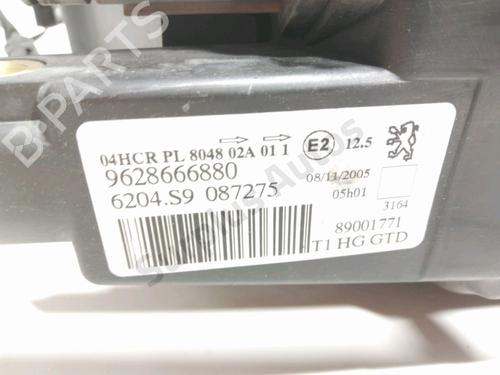 B-PARTS
04HCR PL 8048 02A 01 1 E2 12.5
9628666880
08/11/2005
6204.S9 087275
05h01
3164
89001771
T1 HG GTD